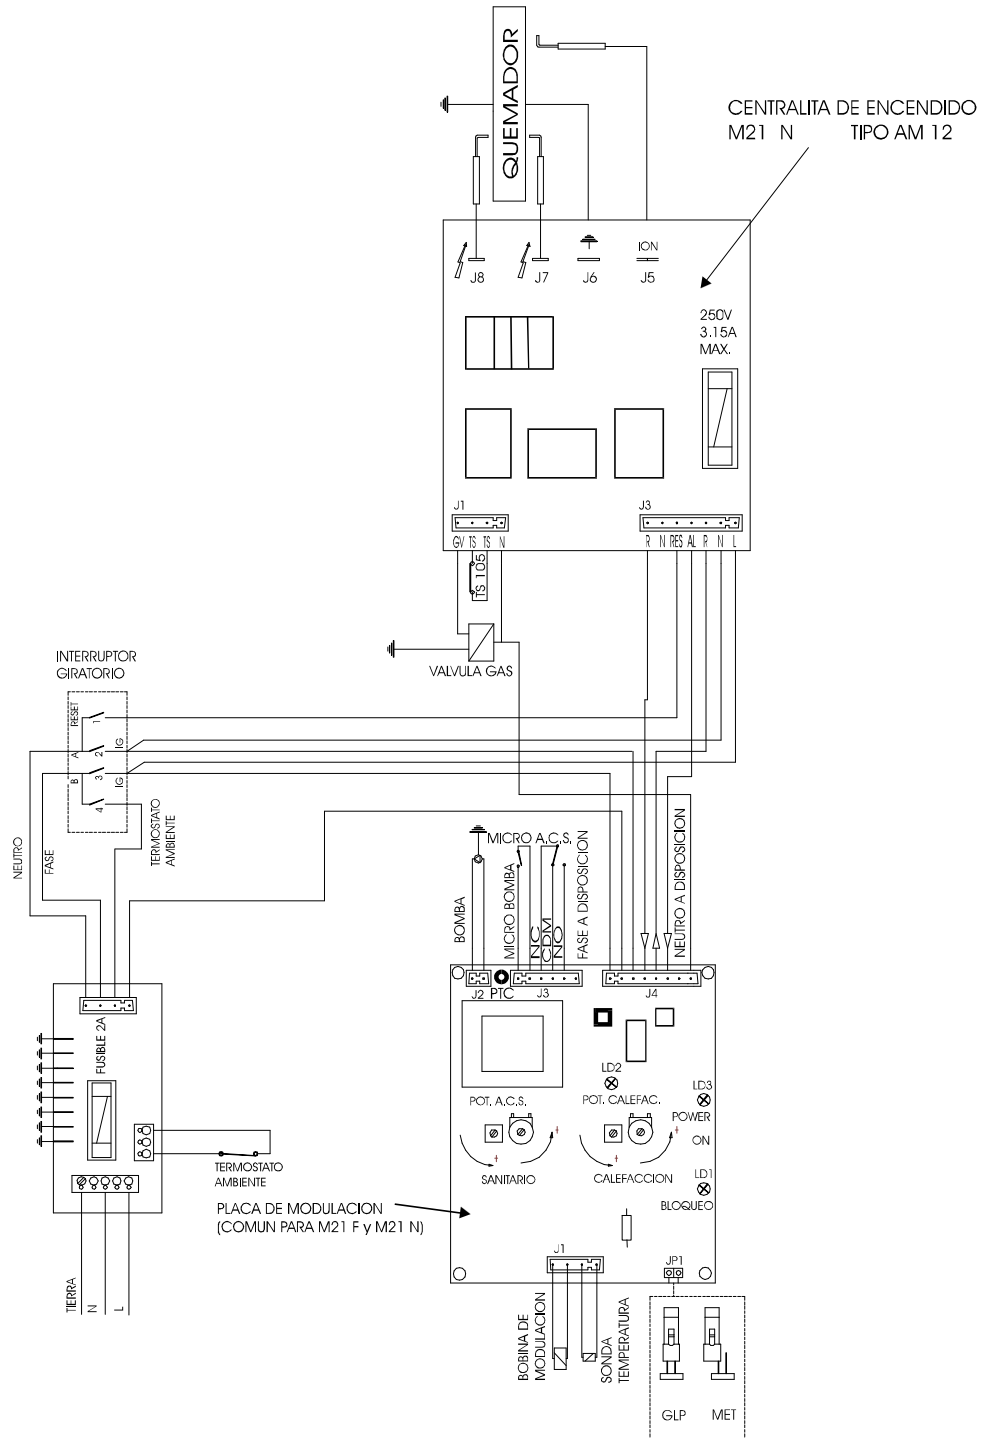 QUEMADOR
CENTRALITA DE ENCENDIDO
M21 N TIPO AM 12
ION
J8
J7
J6
J5
250V
3.15A
MAX.
J1
J3
GV TS TS N
R N RES AL R N L
TS 105
VALVULA GAS
INTERRUPTOR
GIRATORIO
RESET
1
A
2
IG
B
3
IG
4
TERMOSTATO
AMBIENTE
NEUTRO
FASE
MICRO A.C.S.
BOMBA
MICRO BOMBA
NC
CDM
NO
FASE A DISPOSICION
NEUTRO A DISPOSICION
J2
PTC
J3
J4
FUSIBLE 2A
LD2
LD3
POT. A.C.S.
POT. CALEFAC.
POWER
ON
+
+
+
+
SANITARIO
CALEFACCION
LD1
BLOQUEO
TERMOSTATO
AMBIENTE
PLACA DE MODULACION
(COMUN PARA M21 F y M21 N)
J1
JP1
TIERRA
N
L
BOBINA DE
MODULACION
SONDA
TEMPERATURA
GLP
MET